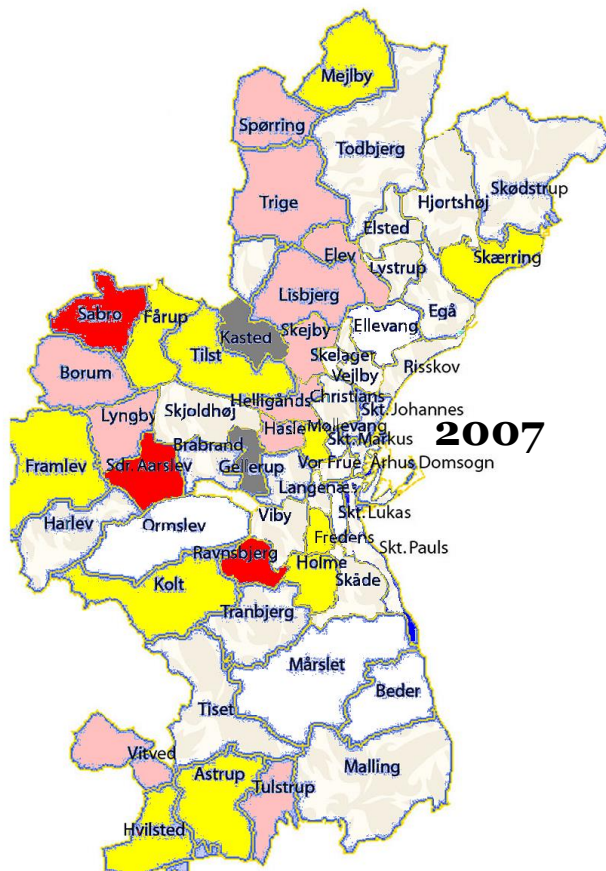 Mejlby
Spørring
Todbjerg
Skødstrup
Trige
Hjortshøj
Elsted
Elev
Lystrup
Skærring
Lisbjerg
Sabro
Fårup
Kasted
Skejby
Ellevang
Egå
Tilst
Skelager
Borum
Vejlby
Risskov
Helligånds
Christians
Lyngby
Skjoldhøj
Skt. Johannes
Hasle
Møllevang
Skt. Markus
2007
Brabrand
Framlev
Sdr. Aarslev
Gellerup
Vor Frue
Århus Domsogn
Langenæs
Harlev
Ormslev
Viby
Skt. Lukas
Fredens
Skt. Pauls
Ravnsbjerg
Holme
Kolt
Skåde
Tranbjerg
Mårslet
Beder
Tiset
Vitved
Astrup
Tulstrup
Malling
Hvilsted